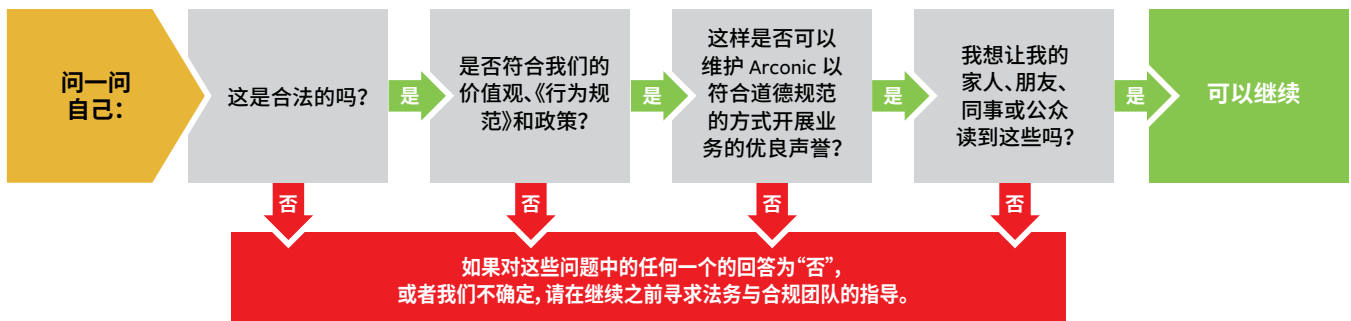 问一问
自己：
这是合法的吗？
是
是否符合我们的
价值观、《行为规
范》和政策？
是
这样是否可以
维护 Arconic 以
符合道德规范
的方式开展业
务的优良声誉？
是
我想让我的
家人、朋友、
同事或公众
读到这些吗？
是
可以继续
否
否
否
否
如果对这些问题中的任何一个的回答为“否”，
或者我们不确定，请在继续之前寻求法务与合规团队的指导。